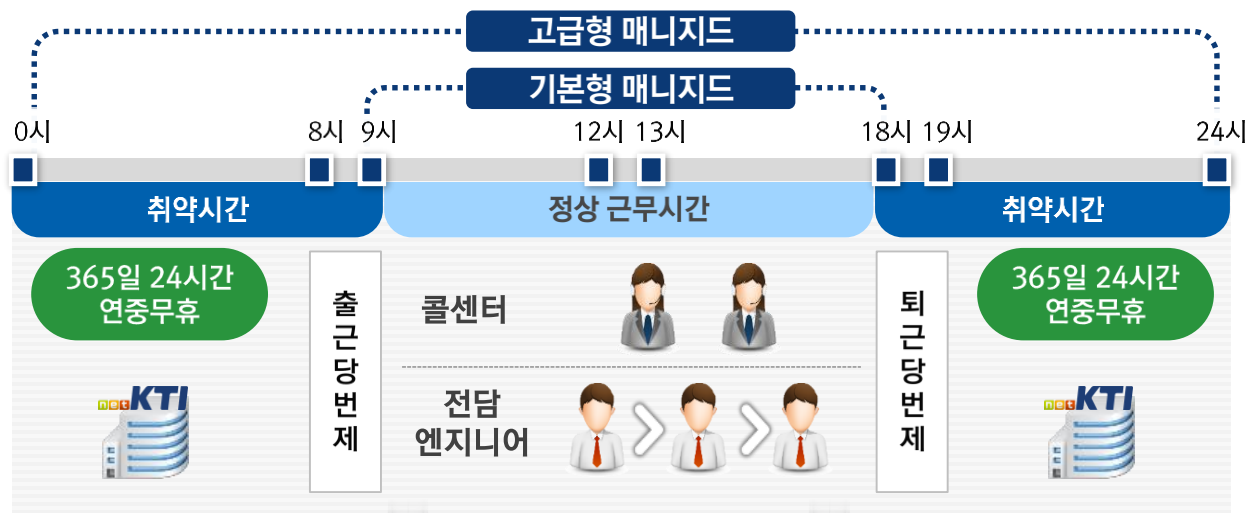 고급형 매니지드
기본형 매니지드
0시 8시 9시 12시 13시 18시 19시 24시
취약시간 정상 근무시간 취약시간
365일 24시간
연중무휴
출근당번제
콜센터
전담
엔지니어
퇴근당번제
365일 24시간
연중무휴
netKTI
netKTI